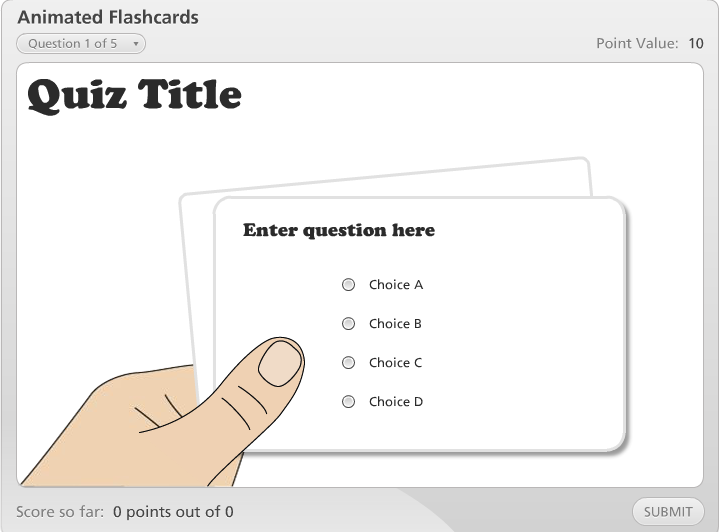 Animated Flashcards
Question 1 of 5
Point Value: 10
Quiz Title
Enter question here
Choice A
Choice B
Choice C
Choice D
Score so far: 0 points out of 0
SUBMIT